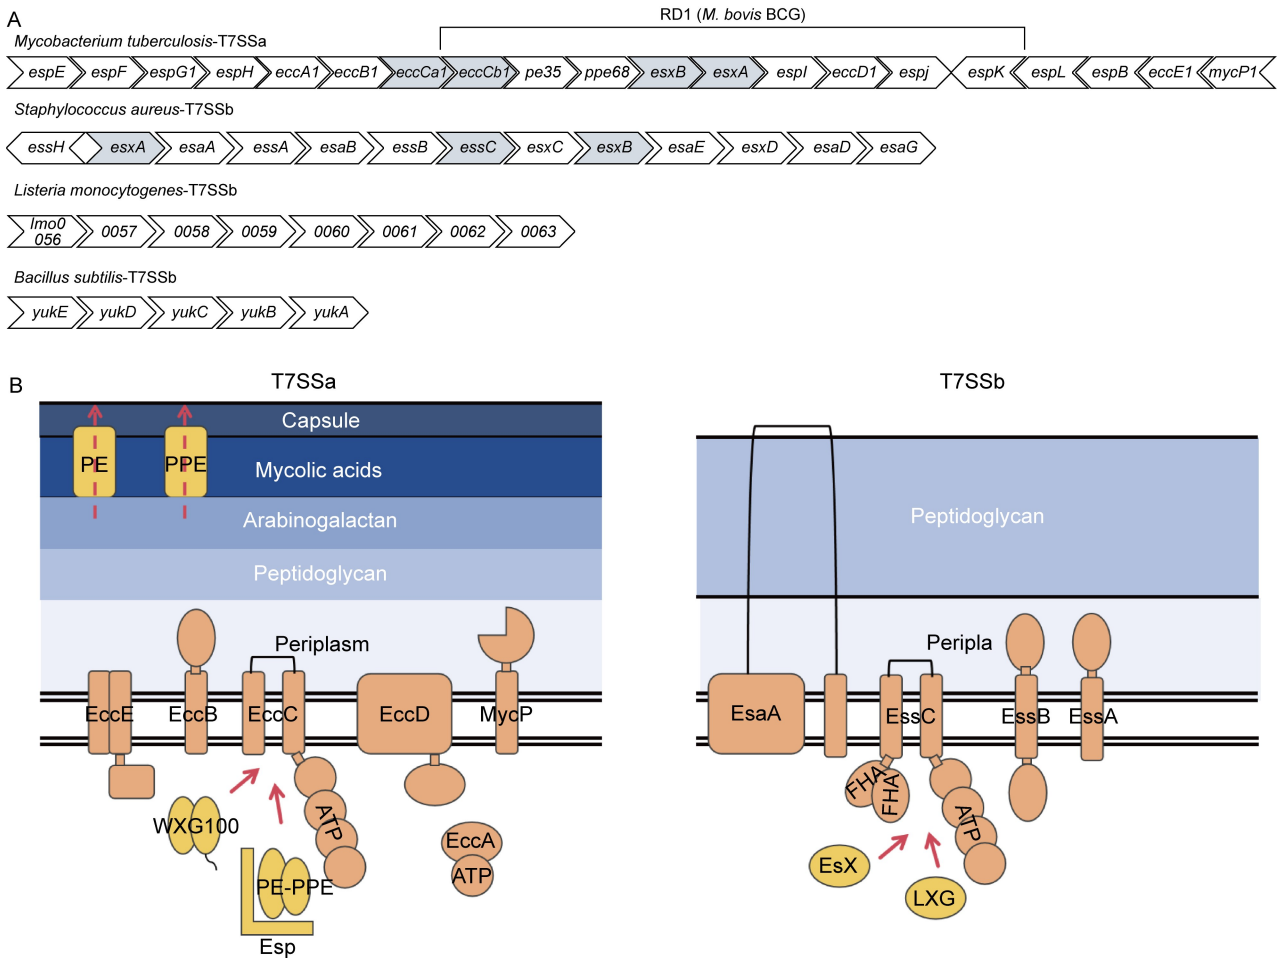 A
RD1 (M. bovis BCG)
Mycobacterium tuberculosis-T7SSa
espE espF espG1 espH eccA1 eccB1 eccCa1 eccCb1 pe35 ppe68 esxB esxA espI eccD1 espj espK espL espB eccE1 mycP1
Staphylococcus aureus-T7SSb
essH esxA esaA essA esaB essB essC esxC esxB esaE esxD esaD esaG
Listeria monocytogenes-T7SSb
lmo0
056 0057 0058 0059 0060 0061 0062 0063
Bacillus subtilis-T7SSb
yukE yukD yukC yukB yukA
B
T7SSa
Capsule
PE PPE Mycolic acids
Arabinogalactan
Peptidoglycan
Periplasm
EccE EccB EccC EccD MycP
WXG100
ATP
EccA
ATP
PE-PPE
Esp
T7SSb
Peptidoglycan
Peripla
EsaA EssC EssB EssA
FHA
FHA
ATP
EsX
LXG